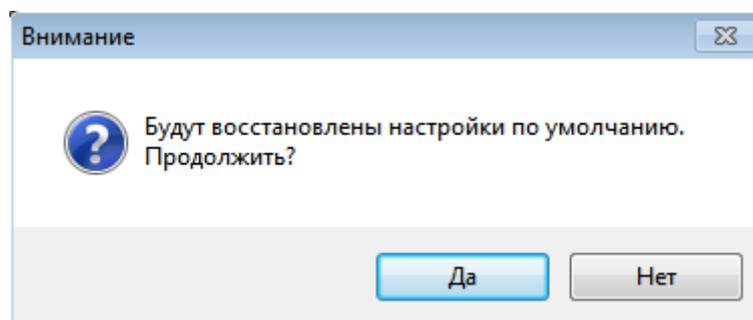 Внимание
Будут восстановлены настройки по умолчанию.
Продолжить?
Да
Нет